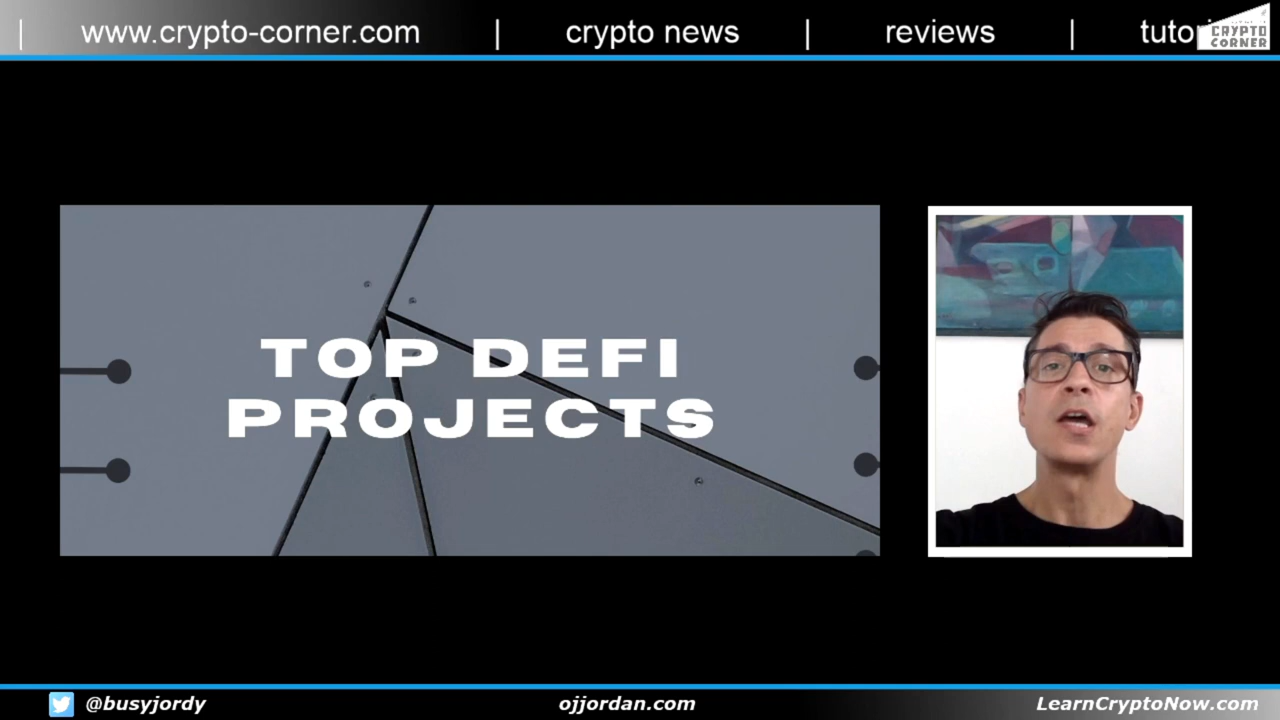 | www.crypto-corner.com | crypto news | reviews |
CRYPTO
CORNER
TOP DEFI
PROJECTS
@busyjordy
ojjordan.com
LearnCryptoNow.com